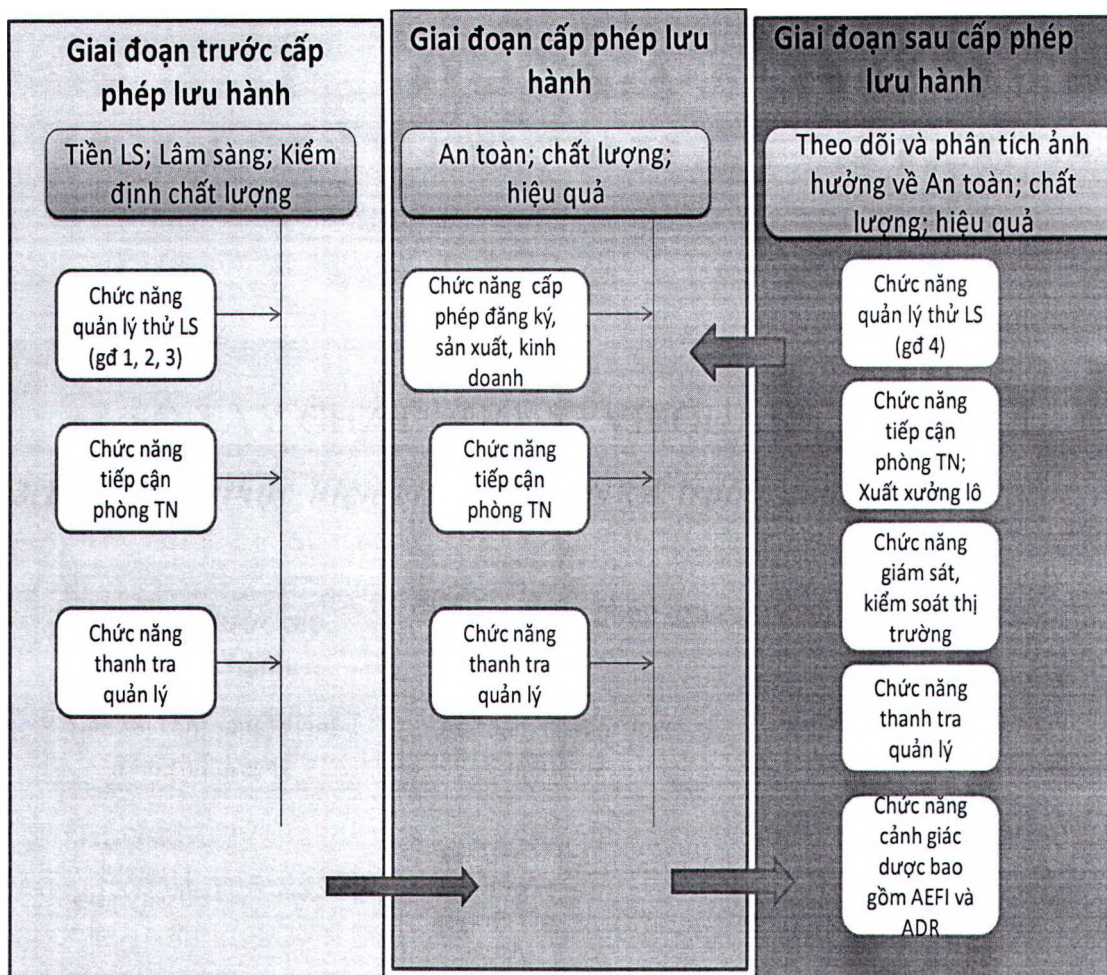 Giai đoạn trước cấp
phép lưu hành
Tiền LS; Lâm sàng; Kiểm
định chất lượng
Chức năng
quản lý thử LS
(gđ 1, 2, 3)
Chức năng
tiếp cận
phòng TN
Chức năng
thanh tra
quản lý
Giai đoạn cấp phép lưu
hành
An toàn; chất lượng;
hiệu quả
Chức năng cấp
phép đăng ký,
sản xuất, kinh
doanh
Chức năng
tiếp cận
phòng TN
Chức năng
thanh tra
quản lý
Giai đoạn sau cấp phép
lưu hành
Theo dõi và phân tích ảnh
hưởng về An toàn; chất
lượng; hiệu quả
Chức năng
quản lý thử LS
(gđ 4)
Chức năng
tiếp cận
phòng TN;
Xuất xưởng lô
Chức năng
giám sát,
kiểm soát thị
trường
Chức năng
thanh tra
quản lý
Chức năng
cảnh giác
dược bao
gồm AEFI và
ADR